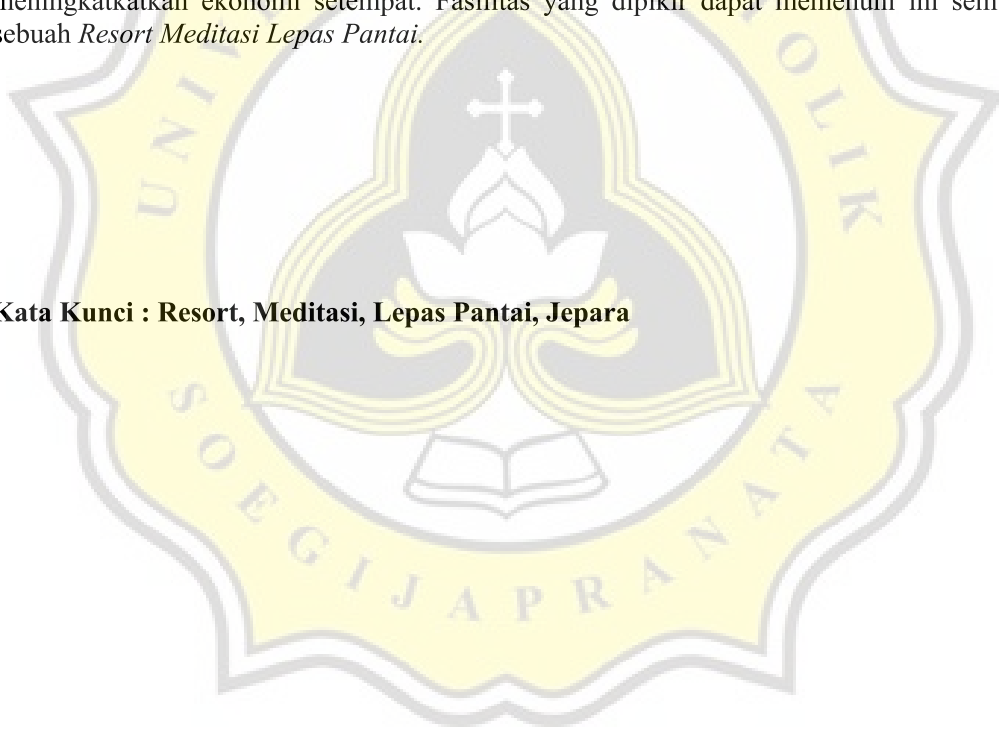 meningkatkatkan ekonomi setempat. Fasilitas yang dipikir dapat memenuhi ini
sebuah Resort Meditasi Lepas Pantai.
Kata Kunci : Resort, Meditasi, Lepas Pantai, Jepara
SOEGIJAPRANATA